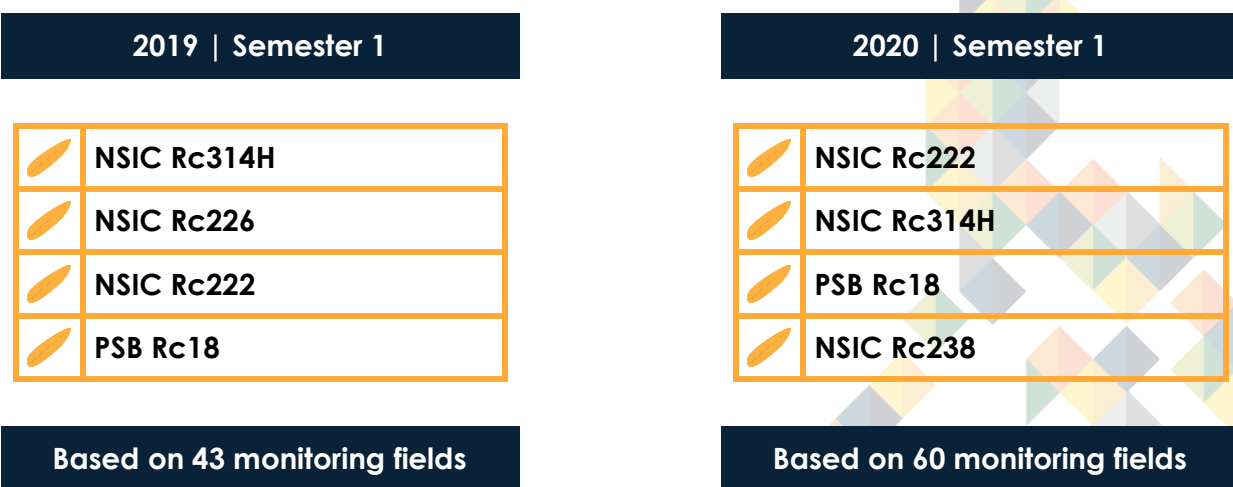 2019 | Semester 1
NSIC Rc314H
NSIC Rc226
NSIC Rc222
PSB Rc18
Based on 43 monitoring fields
2020 | Semester 1
NSIC Rc222
NSIC Rc314H
PSB Rc18
NSIC Rc238
Based on 60 monitoring fields